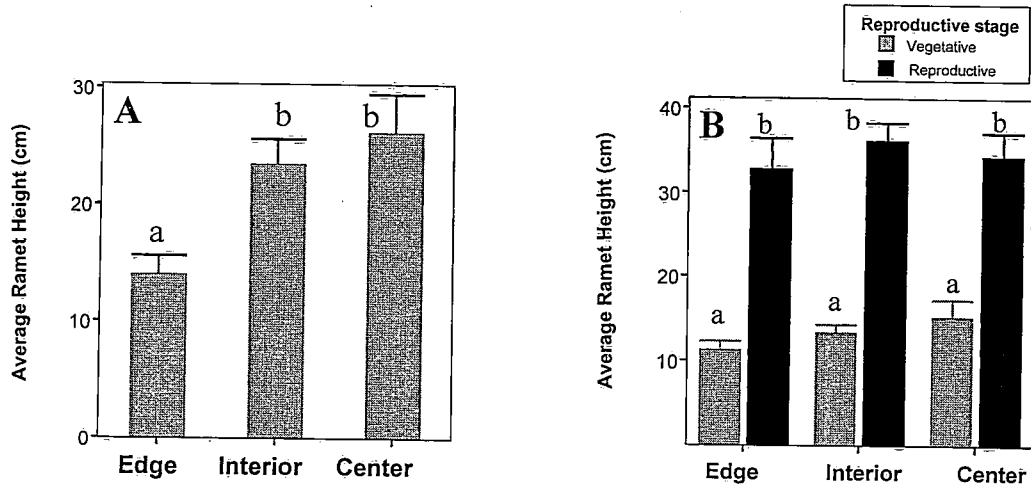 A
Average Ramet Height (cm)
30
20
10
0
a
b
b
Edge Interior Center
Reproductive stage
Vegetative
Reproductive
B
Average Ramet Height (cm)
40
30
20
10
a
b
a
b
a
b
Edge Interior Center